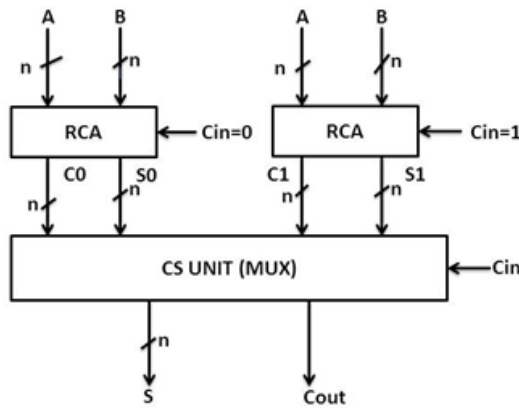 A B A B
n n n n
RCA Cin=0 RCA Cin=1
C0 S0 C1 S1
n n n n
CS UNIT (MUX) Cin
n
S Cout